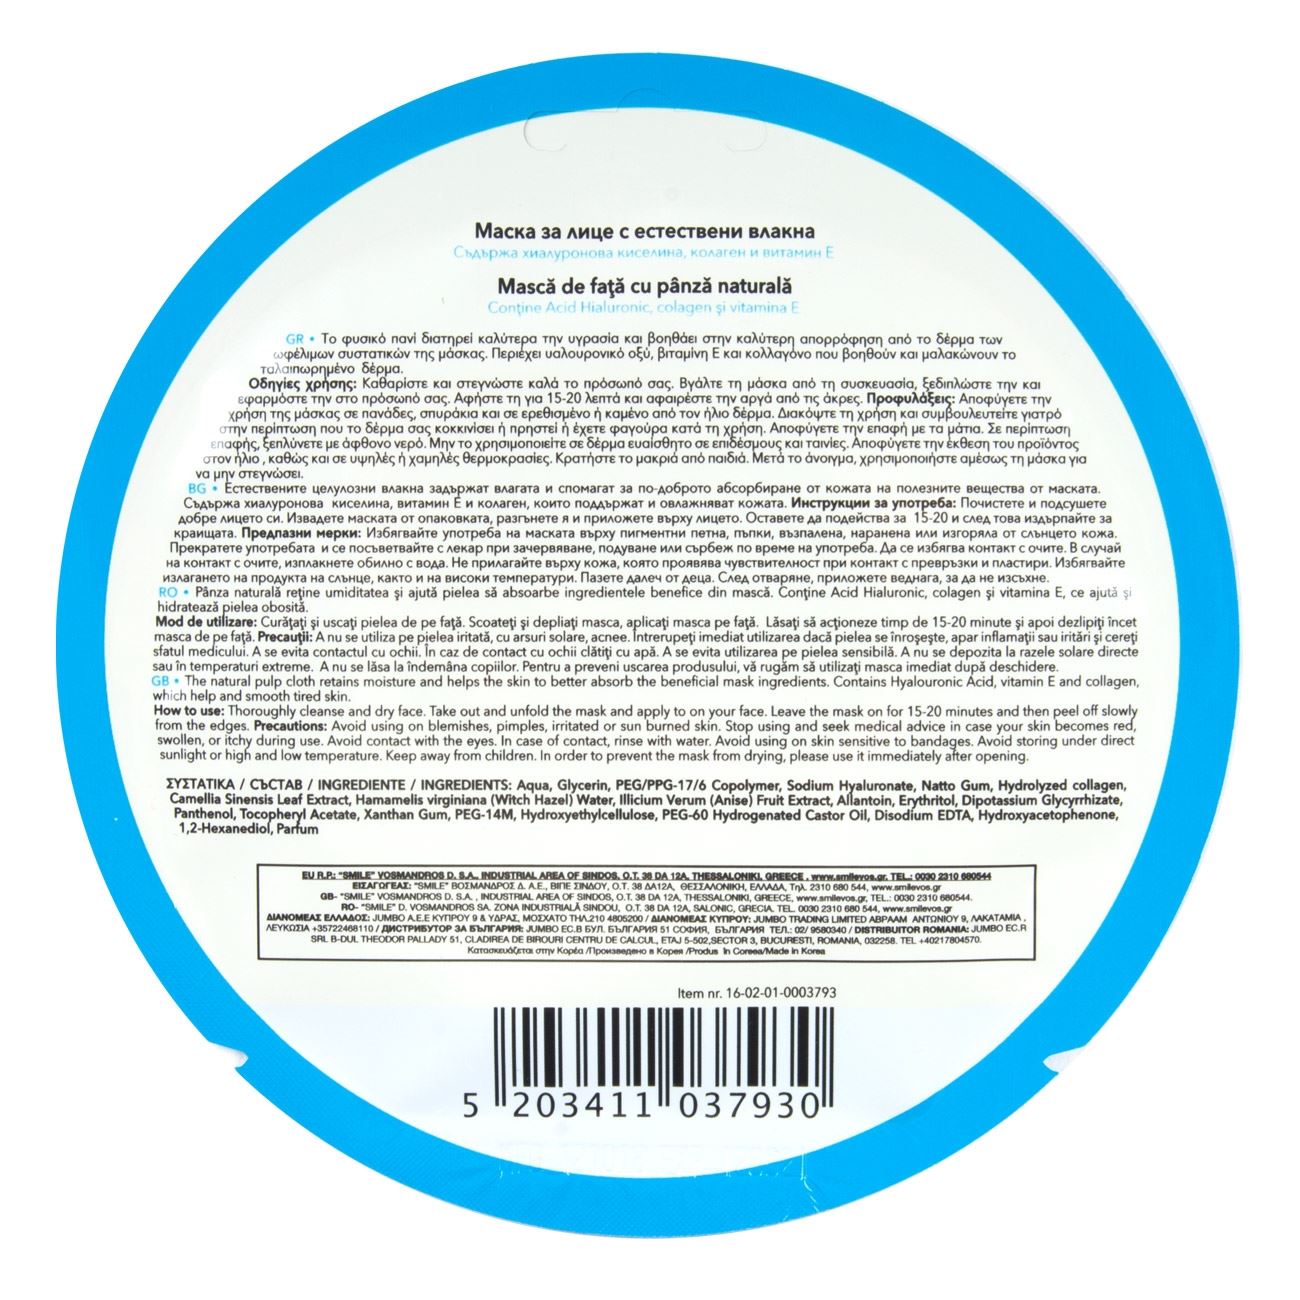 Маска за лице с естествени влакна
Съдържа хиалуронова киселина, колаген и витамин Е
Mască de faţă cu pânză naturală
Conţine Acid Hialuronic, colagen şi vitamina E
GR • Το φυσικό πανί διατηρεί καλύτερα την υγρασία και βοηθάει στην καλύτερη απορρόφηση από το δέρμα των
ωφέλιμων συστατικών της μάσκας. Περιέχει υαλουρονικό οξύ, βιταμίνη Ε και κολλαγόνο που βοηθούν και μαλακώνουν το
ταλαιπωρημένο δέρμα.
Οδηγίες χρήσης: Καθαρίστε και στεγνώστε καλά το πρόσωπό σας. Βγάλτε τη μάσκα από τη συσκευασία, ξεδιπλώστε την και
εφαρμόστε την στο πρόσωπό σας. Αφήστε τη για 15-20 λεπτά και αφαιρέστε την αργά από τις άκρες. Προφυλάξεις: Αποφύγετε την
χρήση της μάσκας σε πανάδες, σπυράκια και σε ερεθισμένο ή καμένο από τον ήλιο δέρμα. Διακόψτε τη χρήση και συμβουλευτείτε γιατρό
στην περίπτωση που το δέρμα σας κοκκινίσει ή πρηστεί ή έχετε φαγούρα κατά τη χρήση. Αποφύγετε την επαφή με τα μάτια. Σε περίπτωση
επαφής, ξεπλύνετε με άφθονο νερό. Μην το χρησιμοποιείτε σε δέρμα ευαίσθητο σε επιδέσμους και ταινίες. Αποφύγετε την έκθεση του προϊόντος
στον ήλιο , καθώς και σε υψηλές ή χαμηλές θερμοκρασίες. Κρατήστε το μακριά από παιδιά. Μετά το άνοιγμα, χρησιμοποιήστε αμέσως τη μάσκα για
να μην στεγνώσει.
BG • Естествените целулозни влакна задържат влагата и спомагат за по-доброто абсорбиране от кожата на полезните вещества от маската.
Съдържа хиалуронова киселина, витамин Е и колаген, които поддържат и овлажняват кожата. Инструкции за употреба: Почистете и подсушете
добре лицето си. Извадете маската от опаковката, разгънете я и приложете върху лицето. Оставете да подейства за 15-20 и след това издърпайте за
краищата. Предпазни мерки: Избягвайте употреба на маската върху пигментни петна, пъпки, възпалена, наранена или изгоряла от слънцето кожа.
Прекратете употребата и се посъветвайте с лекар при зачервяване, подуване или сърбеж по време на употреба. Да се избягва контакт с очите. В случай
на контакт с очите, изплакнете обилно с вода. Не прилагайте върху кожа, която проявява чувствителност при контакт с превръзки и пластири. Избягвайте
излагането на продукта на слънце, както и на високи температури. Пазете далеч от деца. След отваряне, приложете веднага, за да не изсъхне.
RO • Pânza naturală reţine umiditatea şi ajută pielea să absoarbe ingredientele benefice din mască. Conţine Acid Hialuronic, colagen şi vitamina E, ce ajută şi
hidratează pielea obosită.
Mod de utilizare: Curăţaţi şi uscaţi pielea de pe faţă. Scoateţi şi depliaţi masca, aplicaţi masca pe faţă. Lăsaţi să acţioneze timp de 15-20 minute şi apoi dezlipiţi încet
masca de pe faţă. Precauţii: A nu se utiliza pe pielea iritată, cu arsuri solare, acnee. Întrerupeţi imediat utilizarea dacă pielea se înroşeşte, apar inflamaţii sau iritări şi cereţi
sfatul medicului. A se evita contactul cu ochii. În caz de contact cu ochii clătiţi cu apă. A se evita utilizarea pe pielea sensibilă. A nu se depozita la razele solare directe
sau în temperaturi extreme. A nu se lăsa la îndemâna copiilor. Pentru a preveni uscarea produsului, vă rugăm să utilizaţi masca imediat după deschidere.
GB • The natural pulp cloth retains moisture and helps the skin to better absorb the beneficial mask ingredients. Contains Hyalouronic Acid, vitamin E and collagen,
which help and smooth tired skin.
How to use: Thoroughly cleanse and dry face. Take out and unfold the mask and apply to on your face. Leave the mask on for 15-20 minutes and then peel off slowly
from the edges. Precautions: Avoid using on blemishes, pimples, irritated or sun burned skin. Stop using and seek medical advice in case your skin becomes red,
swollen, or itchy during use. Avoid contact with the eyes. In case of contact, rinse with water. Avoid using on skin sensitive to bandages. Avoid storing under direct
sunlight or high and low temperature. Keep away from children. In order to prevent the mask from drying, please use it immediately after opening.
ΣΥΣΤΑΤΙΚΑ / СЪСТАВ / INGREDIENTE / INGREDIENTS: Aqua, Glycerin, PEG/PPG-17/6 Copolymer, Sodium Hyaluronate, Natto Gum, Hydrolyzed collagen,
Camellia Sinensis Leaf Extract, Hamamelis virginiana (Witch Hazel) Water, Illicium Verum (Anise) Fruit Extract, Allantoin, Erythritol, Dipotassium Glycyrrhizate,
Panthenol, Tocopheryl Acetate, Xanthan Gum, PEG-14M, Hydroxyethylcellulose, PEG-60 Hydrogenated Castor Oil, Disodium EDTA, Hydroxyacetophenone,
1,2-Hexanediol, Parfum
EU R.P.: "SMILE" VOSMANDROS D. S.A., INDUSTRIAL AREA OF SINDOS, O.T. 38 DA 12A, THESSALONIKI, GREECE , www.smilevos.gr, TEL.: 0030 2310 680544
ΕΙΣΑΓΩΓΕΑΣ: "SMILE" ΒΟΣΜΑΝΔΡΟΣ Δ. Α.Ε., ΒΙΠΕ ΣΙΝΔΟΥ, Ο.Τ. 38 ΔΑ12Α, ΘΕΣΣΑΛΟΝΙΚΗ, ΕΛΛΑΔΑ, Τηλ. 2310 680 544, www.smilevos.gr
GB- "SMILE" VOSMANDROS D. S.A. , INDUSTRIAL AREA OF SINDOS, O.T. 38 DA 12A, THESSALONIKI, GREECE, www.smilevos.gr, TEL.: 0030 2310 680544.
RO- "SMILE" D. VOSMANDROS SA. ZONA INDUSTRIALĂ SINDOU, O.T. 38 DA 12A, SALONIC, GRECIA, TEL. 0030 2310 680 544, www.smilevos.gr
ΔΙΑΝΟΜΕΑΣ ΕΛΛΑΔΟΣ: JUMBO A.E.E ΚΥΠΡΟΥ 9 & ΥΔΡΑΣ, ΜΟΣΧΑΤΟ ΤΗΛ.210 4805200 / ΔΙΑΝΟΜΕΑΣ ΚΥΠΡΟΥ: JUMBO TRADING LIMITED ΑΒΡΑΑΜ ΑΝΤΩΝΙΟΥ 9, ΛΑΚΑΤΑΜΙΑ ,
ΛΕΥΚΩΣΙΑ +35722468110 / ДИСТРИБУТОР ЗА БЪЛГАРИЯ: JUMBO EC.B БУЛ. БЪЛГАРИЯ 51 СОФИЯ, БЪЛГАРИЯ ТЕЛ.: 02/ 9580340 / DISTRIBUITOR ROMANIA: JUMBO EC.R
SRL B-DUL THEODOR PALLADY 51, CLADIREA DE BIROURI CENTRU DE CALCUL, ETAJ 5-502,SECTOR 3, BUCURESTI, ROMANIA, 032258. TEL +40217804570.
Κατασκευάζεται στην Κορέα /Произведено в Корея /Produs In Coreea/Made in Korea
Item nr. 16-02-01-0003793
5 203411 037930